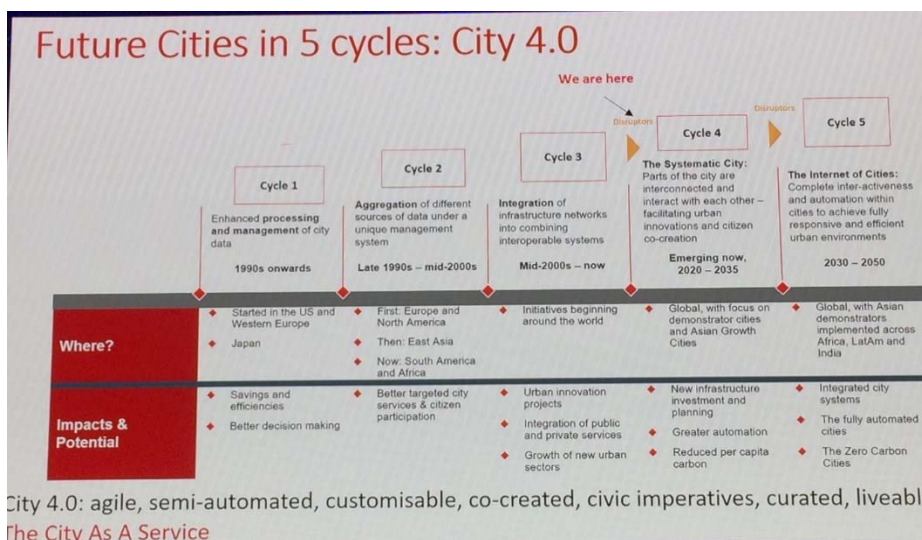 Future Cities in 5 cycles: City 4.0
We are here
Disruptors
Disruptors
Cycle 1
Enhanced processing
and management of city
data
1990s onwards
Cycle 2
Aggregation of different
sources of data under a
unique management
system
Late 1990s – mid-2000s
Cycle 3
Integration of
infrastructure networks
into combining
interoperable systems
Mid-2000s – now
Cycle 4
The Systematic City:
Parts of the city are
interconnected and
interact with each other –
facilitating urban
innovations and citizen
co-creation
Emerging now,
2020 – 2035
Cycle 5
The Internet of Cities:
Complete inter-activeness
and automation within
cities to achieve fully
responsive and efficient
urban environments
2030 – 2050
Where?
Started in the US and
Western Europe
Japan
First: Europe and
North America
Then: East Asia
Now: South America
and Africa
Initiatives beginning
around the world
Global, with focus on
demonstrator cities
and Asian Growth
Cities
Global, with Asian
demonstrators
implemented across
Africa, LatAm and
India
Impacts &
Potential
Savings and
efficiencies
Better decision making
Better targeted city
services & citizen
participation
Urban innovation
projects
Integration of public
and private services
Growth of new urban
sectors
New infrastructure
investment and
planning
Greater automation
Reduced per capita
carbon
Integrated city
systems
The fully automated
cities
The Zero Carbon
Cities
City 4.0: agile, semi-automated, customisable, co-created, civic imperatives, curated, liveabl
The City As A Service